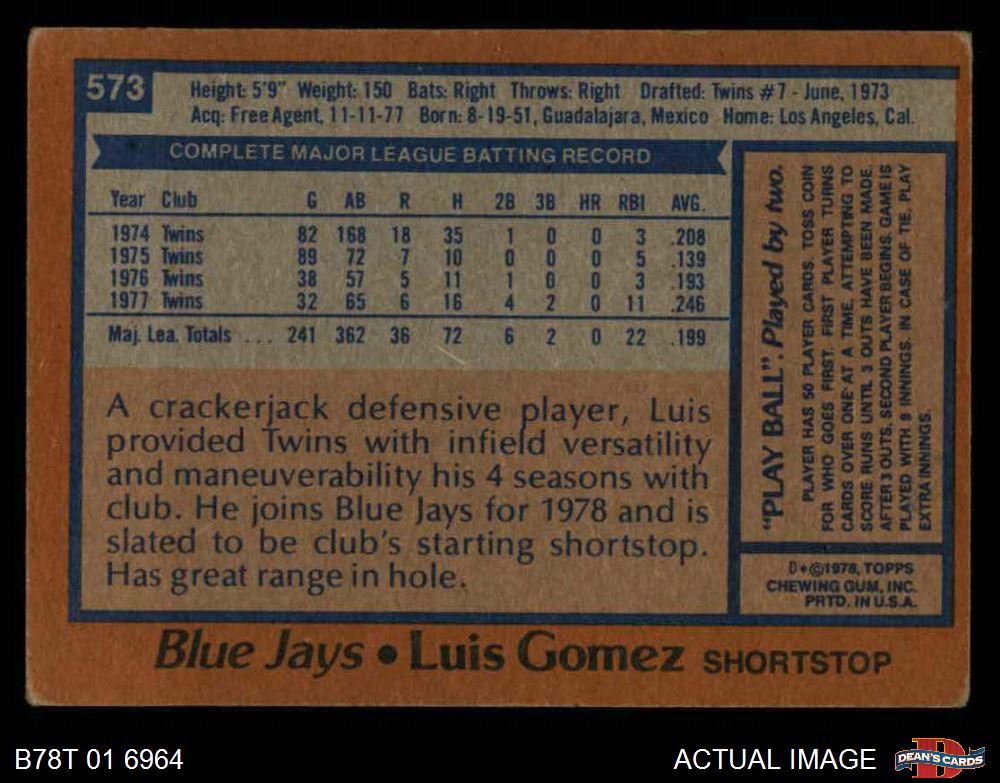 573
Height: 5'9" Weight: 150 Bats: Right Throws: Right Drafted: Twins #7 - June, 1973
Acq: Free Agent, 11-11-77 Born: 8-19-51, Guadalajara, Mexico Home: Los Angeles, Cal.
COMPLETE MAJOR LEAGUE BATTING RECORD
Year Club G AB R H 2B 3B HR RBI AVG.
1974 Twins 82 168 18 35 1 0 0 3 .208
1975 Twins 89 72 7 10 0 0 0 5 .139
1976 Twins 38 57 5 11 1 0 0 3 .193
1977 Twins 32 65 6 16 4 2 0 11 .246
Maj. Lea. Totals ... 241 362 36 72 6 2 0 22 .199
A crackerjack defensive player, Luis
provided Twins with infield versatility
and maneuverability his 4 seasons with
club. He joins Blue Jays for 1978 and is
slated to be club's starting shortstop.
Has great range in hole.
"PLAY BALL". Played by two.
PLAYER HAS 50 PLAYER CARDS. TOSS COIN
FOR WHO GOES FIRST. FIRST PLAYER TURNS
CARDS OVER ONE AT A TIME, ATTEMPTING TO
SCORE RUNS UNTIL 3 OUTS HAVE BEEN MADE.
AFTER 3 OUTS, SECOND PLAYER BEGINS. GAME IS
PLAYED WITH 9 INNINGS. IN CASE OF TIE, PLAY
EXTRA INNINGS.
D*©1978, TOPPS
CHEWING GUM, INC.
PRTD. IN U.S.A.
Blue Jays • Luis Gomez SHORTSTOP
B78T 01 6964
ACTUAL IMAGE
D
DEAN'S CARDS